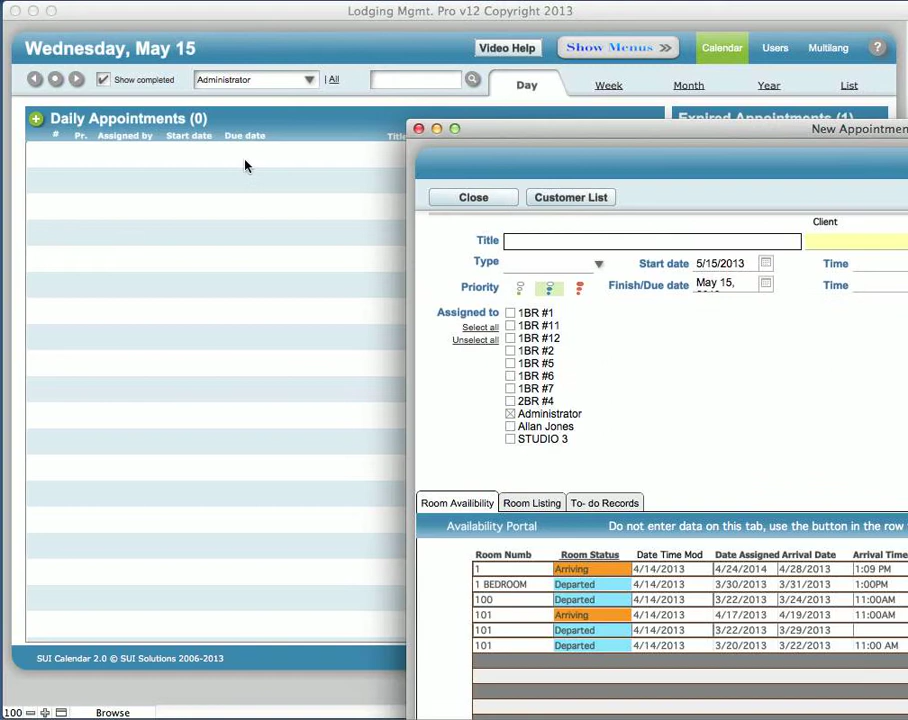 Lodging Mgmt. Pro v12 Copyright 2013
Wednesday, May 15
Video Help
Show Menus >>
Calendar
Users
Multilang
?
Show completed
Administrator
| All
Day
Week
Month
Year
List
Daily Appointments (0)
Expired Appointments (1)
# Pr. Assigned by Start date Due date Title
New Appointmen
Close
Customer List
Client
Title
Type
Start date 5/15/2013
Time
Priority
Finish/Due date May 15,
Time
Assigned to
Select all
Unselect all
1BR #1
1BR #11
1BR #12
1BR #2
1BR #5
1BR #6
1BR #7
2BR #4
Administrator
Allan Jones
STUDIO 3
Room Availibility
Room Listing
To- do Records
Availability Portal
Do not enter data on this tab, use the button in the row
Room Numb Room Status Date Time Mod Date Assigned Arrival Date Arrival Time
1 Arriving 4/14/2013 4/24/2014 4/28/2013 1:09 PM
1 BEDROOM Departed 4/14/2013 3/30/2013 3/31/2013 1:00PM
100 Departed 4/14/2013 3/22/2013 3/24/2013 11:00AM
101 Arriving 4/14/2013 4/17/2013 4/19/2013 11:00AM
101 Departed 4/14/2013 3/22/2013 3/29/2013
101 Departed 4/14/2013 3/20/2013 3/22/2013 11:00 AM
SUI Calendar 2.0 © SUI Solutions 2006-2013
100
Browse